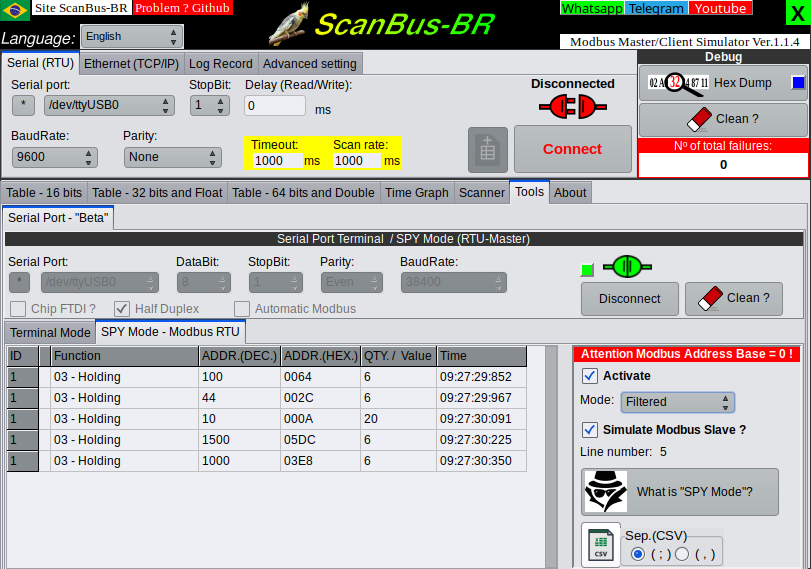 Site ScanBus-BR Problem ? Github
ScanBus-BR
Whatsapp Telegram Youtube
X
Language: English
Modbus Master/Client Simulator Ver.1.1.4
Serial (RTU) Ethernet (TCP/IP) Log Record Advanced setting
Debug
Serial port: StopBit: Delay (Read/Write):
* /dev/ttyUSB0 1 0 ms
Disconnected
Hex Dump
BaudRate: Parity:
9600 None
Timeout: Scan rate:
1000 ms 1000 ms
Connect
Clean ?
Nº of total failures:
0
Table - 16 bits Table - 32 bits and Float Table - 64 bits and Double Time Graph Scanner Tools About
Serial Port - "Beta"
Serial Port Terminal / SPY Mode (RTU-Master)
Serial Port: DataBit: StopBit: Parity: BaudRate:
* /dev/ttyUSB0 8 1 Even 38400
Disconnect Clean ?
Chip FTDI ? Half Duplex Automatic Modbus
Terminal Mode SPY Mode - Modbus RTU
ID Function ADDR.(DEC.) ADDR.(HEX.) QTY. / Value Time
1 03 - Holding 100 0064 6 09:27:29:852
1 03 - Holding 44 002C 6 09:27:29:967
1 03 - Holding 10 000A 20 09:27:30:091
1 03 - Holding 1500 05DC 6 09:27:30:225
1 03 - Holding 1000 03E8 6 09:27:30:350
Attention Modbus Address Base = 0 !
Activate
Mode: Filtered
Simulate Modbus Slave ?
Line number: 5
What is "SPY Mode"?
CSV
Sep.(CSV)
( ; ) ( , )